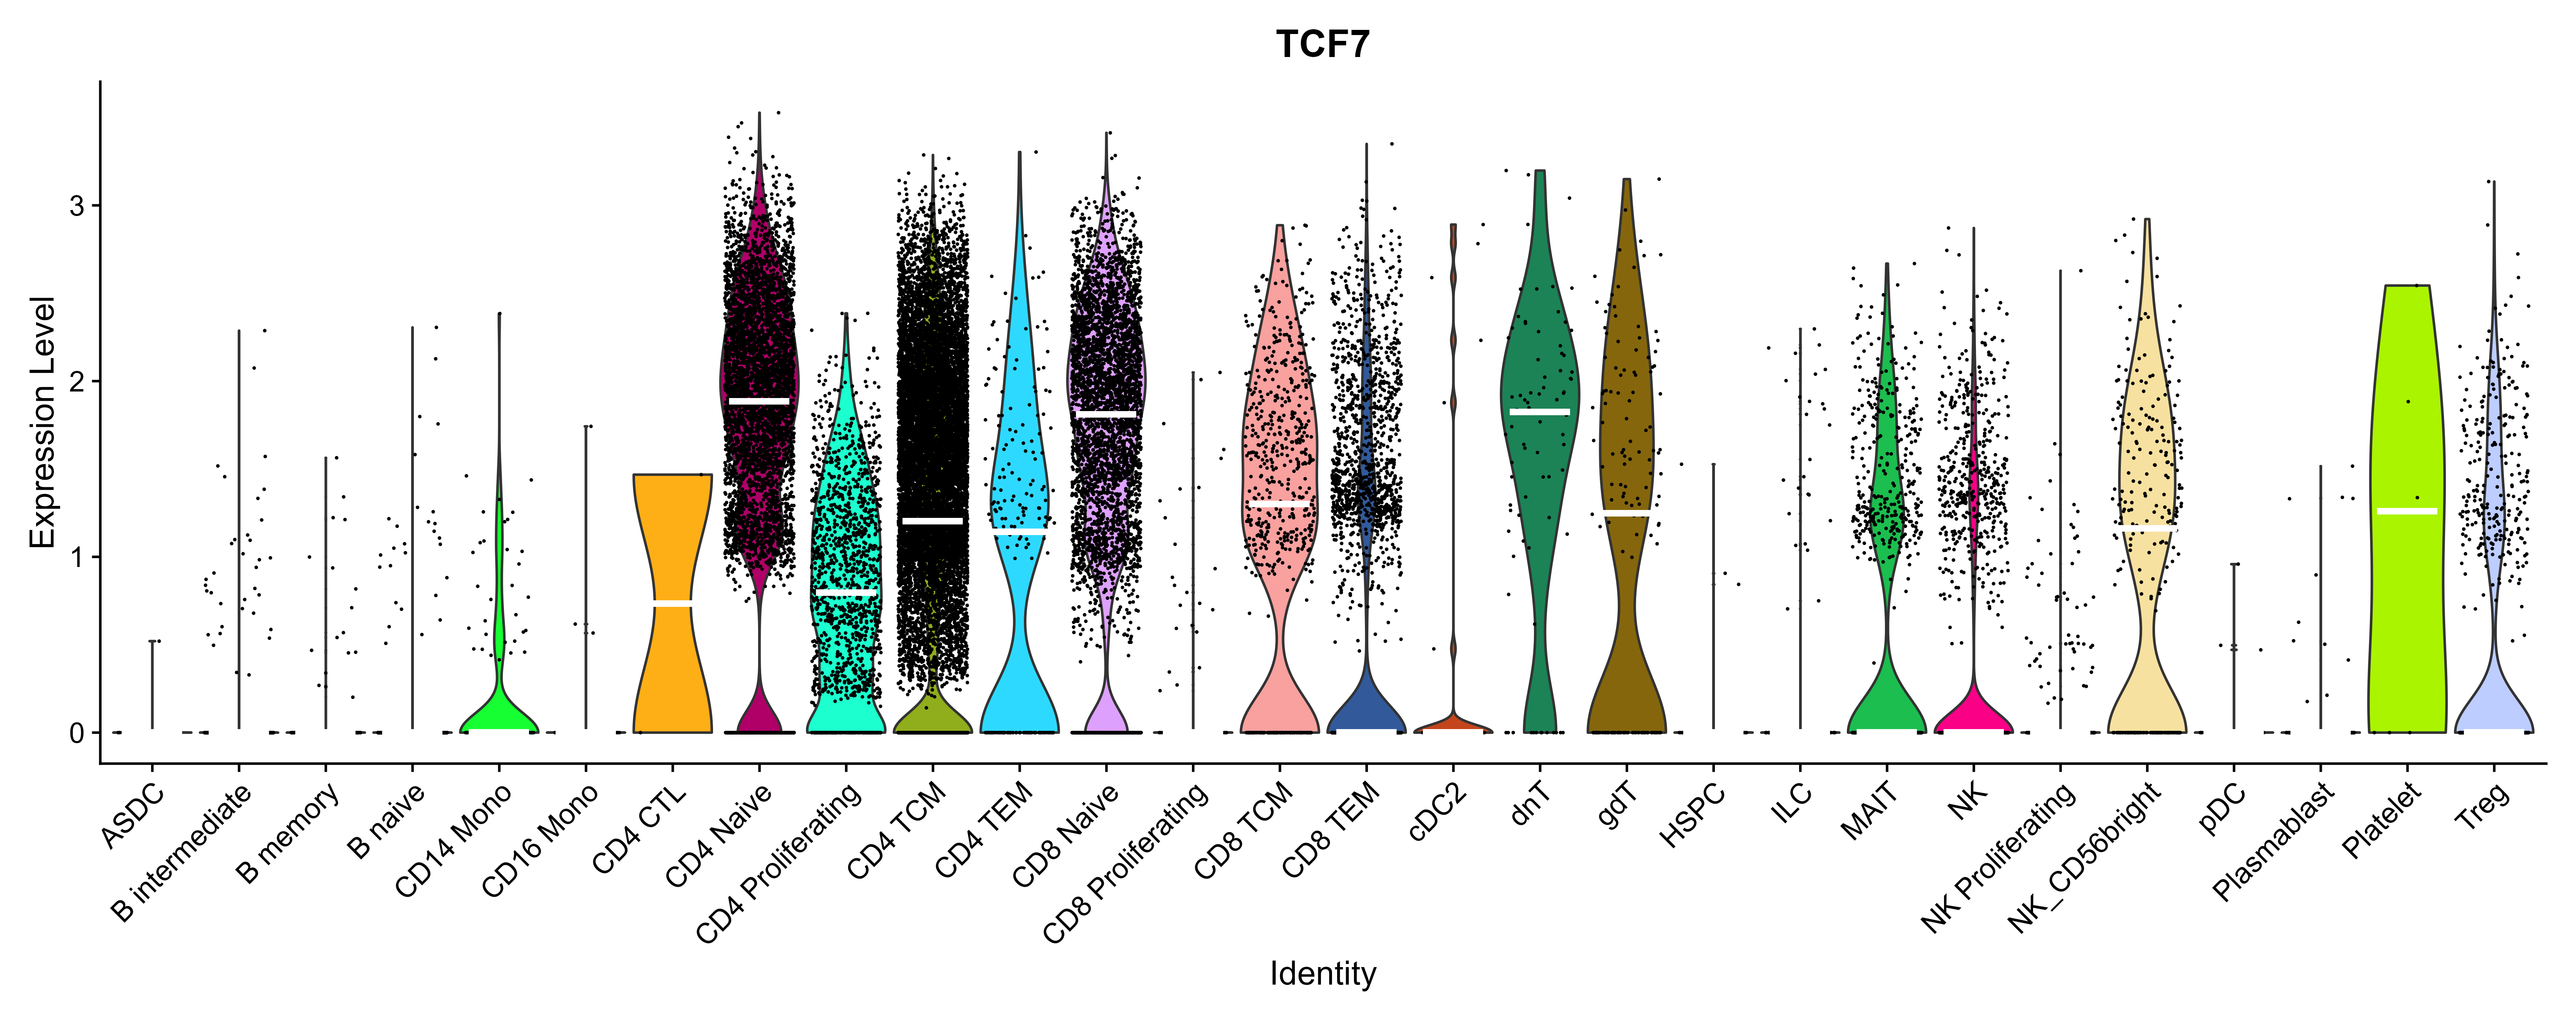 TCF7
Expression Level
3
2
1
0
ASDC
B intermediate
B memory
B naive
CD14 Mono
CD16 Mono
CD4 CTL
CD4 Naive
CD4 Proliferating
CD4 TCM
CD4 TEM
CD8 Naive
CD8 Proliferating
CD8 TCM
CD8 TEM
cDC2
dnT
gdT
HSPC
ILC
MAIT
NK
NK Proliferating
NK_CD56bright
pDC
Plasmablast
Platelet
Treg
Identity